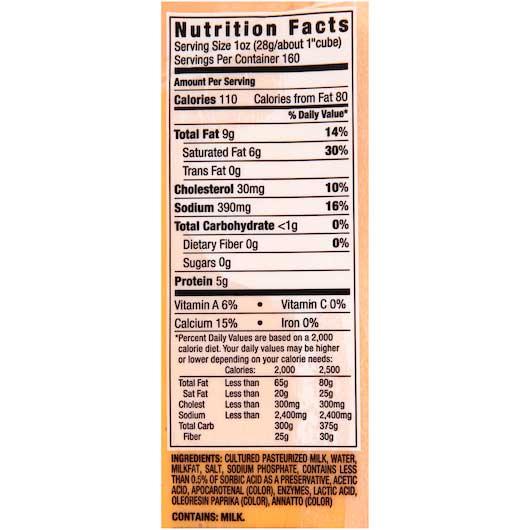 Nutrition Facts
Serving Size 1oz (28g/about 1"cube)
Servings Per Container 160
Amount Per Serving
Calories 110 Calories from Fat 80
% Daily Value*
Total Fat 9g 14%
Saturated Fat 6g 30%
Trans Fat 0g
Cholesterol 30mg 10%
Sodium 390mg 16%
Total Carbohydrate <1g 0%
Dietary Fiber 0g 0%
Sugars 0g
Protein 5g
Vitamin A 6% • Vitamin C 0%
Calcium 15% • Iron 0%
*Percent Daily Values are based on a 2,000
calorie diet. Your daily values may be higher
or lower depending on your calorie needs:
Calories: 2,000 2,500
Total Fat Less than 65g 80g
Sat Fat Less than 20g 25g
Cholest Less than 300mg 300mg
Sodium Less than 2,400mg 2,400mg
Total Carb 300g 375g
Fiber 25g 30g
INGREDIENTS: CULTURED PASTEURIZED MILK, WATER,
MILKFAT, SALT, SODIUM PHOSPHATE, CONTAINS LESS
THAN 0.5% OF SORBIC ACID AS A PRESERVATIVE, ACETIC
ACID, APOCAROTENAL (COLOR), ENZYMES, LACTIC ACID,
OLEORESIN PAPRIKA (COLOR), ANNATTO (COLOR)
CONTAINS: MILK.